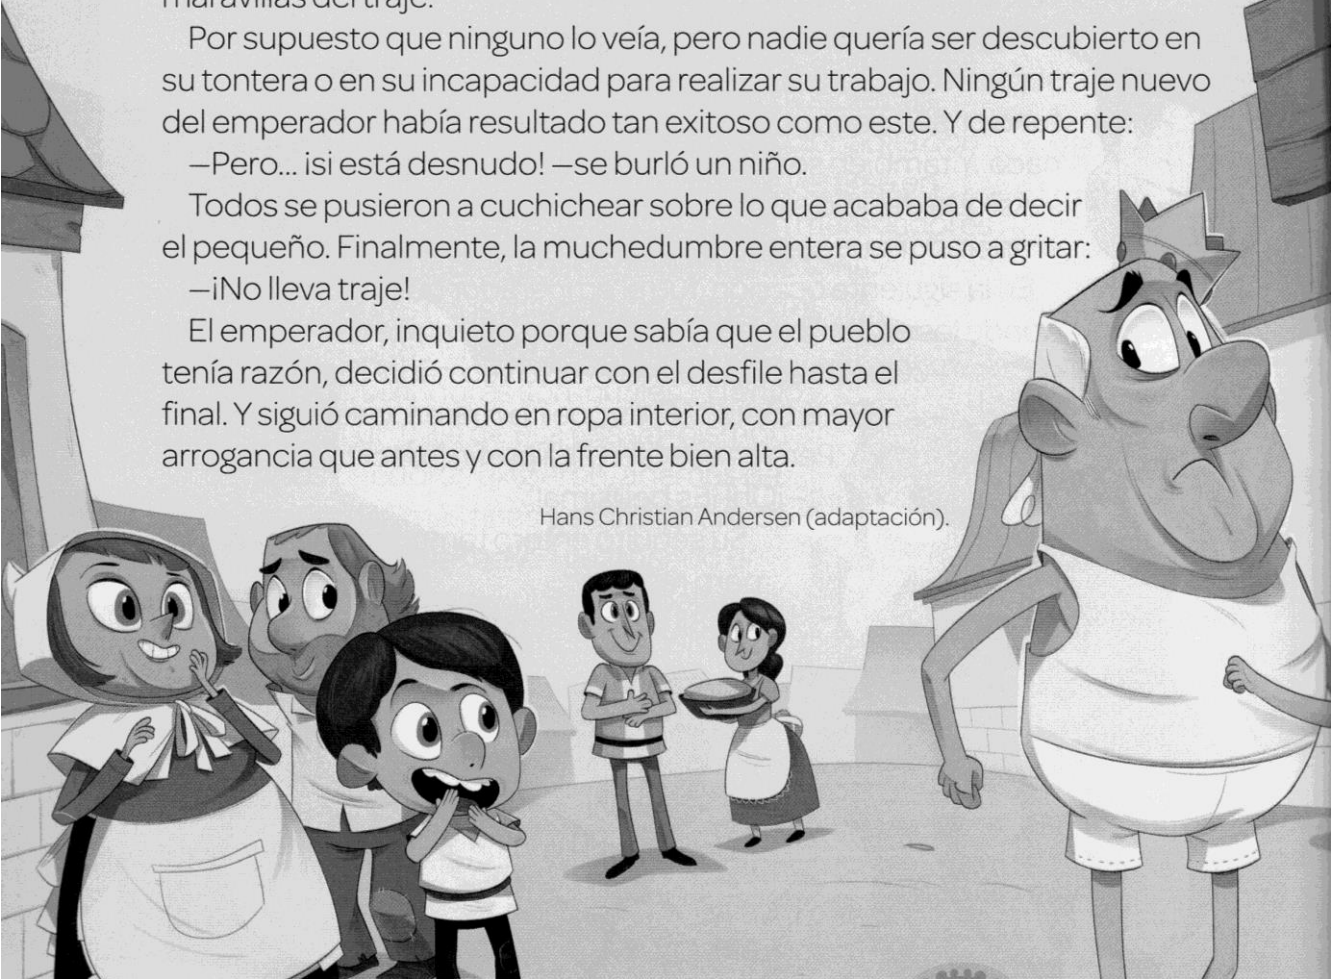 maravillas del traje.
Por supuesto que ninguno lo veía, pero nadie quería ser descubierto en
su tontera o en su incapacidad para realizar su trabajo. Ningún traje nuevo
del emperador había resultado tan exitoso como este. Y de repente:
—Pero... ¡si está desnudo! —se burló un niño.
Todos se pusieron a cuchichear sobre lo que acababa de decir
el pequeño. Finalmente, la muchedumbre entera se puso a gritar:
—¡No lleva traje!
El emperador, inquieto porque sabía que el pueblo
tenía razón, decidió continuar con el desfile hasta el
final. Y siguió caminando en ropa interior, con mayor
arrogancia que antes y con la frente bien alta.
Hans Christian Andersen (adaptación).